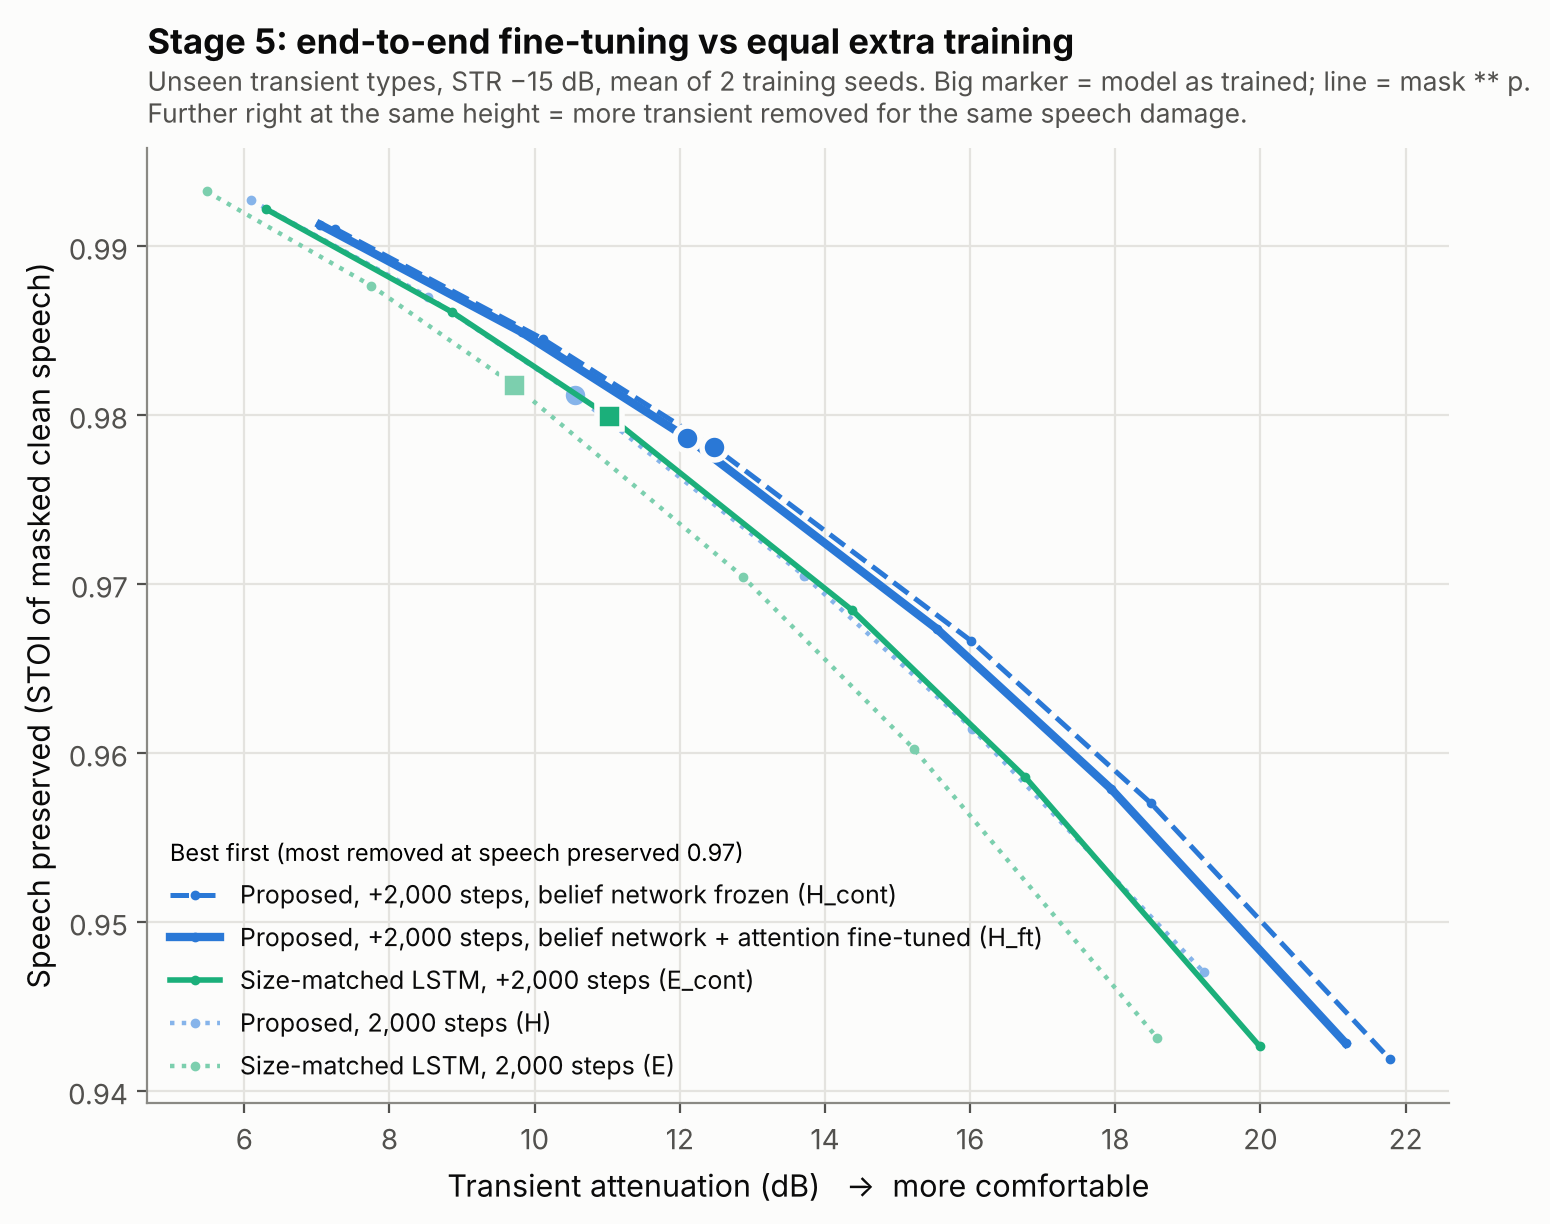 Stage 5: end-to-end fine-tuning vs equal extra training
Unseen transient types, STR −15 dB, mean of 2 training seeds. Big marker = model as trained; line = mask ** p.
Further right at the same height = more transient removed for the same speech damage.
Speech preserved (STOI of masked clean speech)
0.99
0.98
0.97
0.96
0.95
0.94
Best first (most removed at speech preserved 0.97)
Proposed, +2,000 steps, belief network frozen (H_cont)
Proposed, +2,000 steps, belief network + attention fine-tuned (H_ft)
Size-matched LSTM, +2,000 steps (E_cont)
Proposed, 2,000 steps (H)
Size-matched LSTM, 2,000 steps (E)
6 8 10 12 14 16 18 20 22
Transient attenuation (dB) → more comfortable